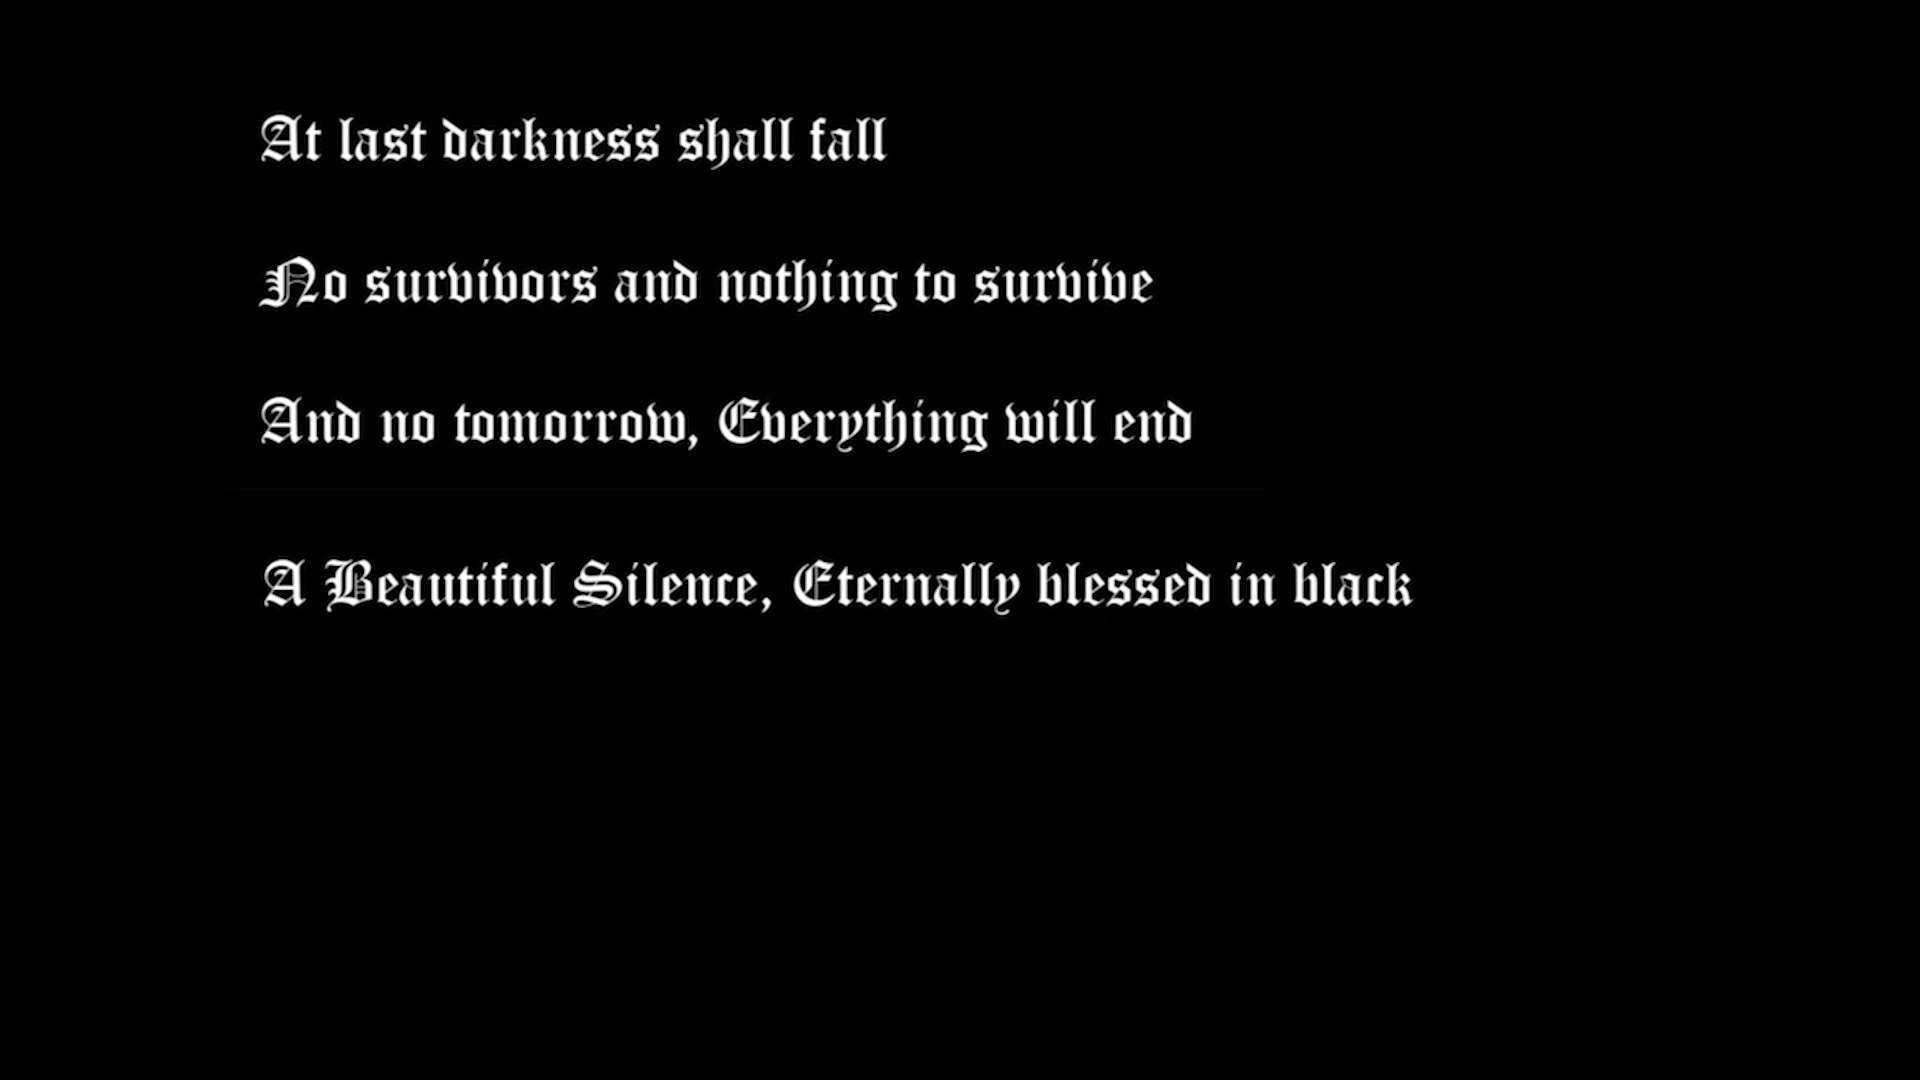 At last darkness shall fall
No survivors and nothing to survive
And no tomorrow, Everything will end
A Beautiful Silence, Eternally blessed in black